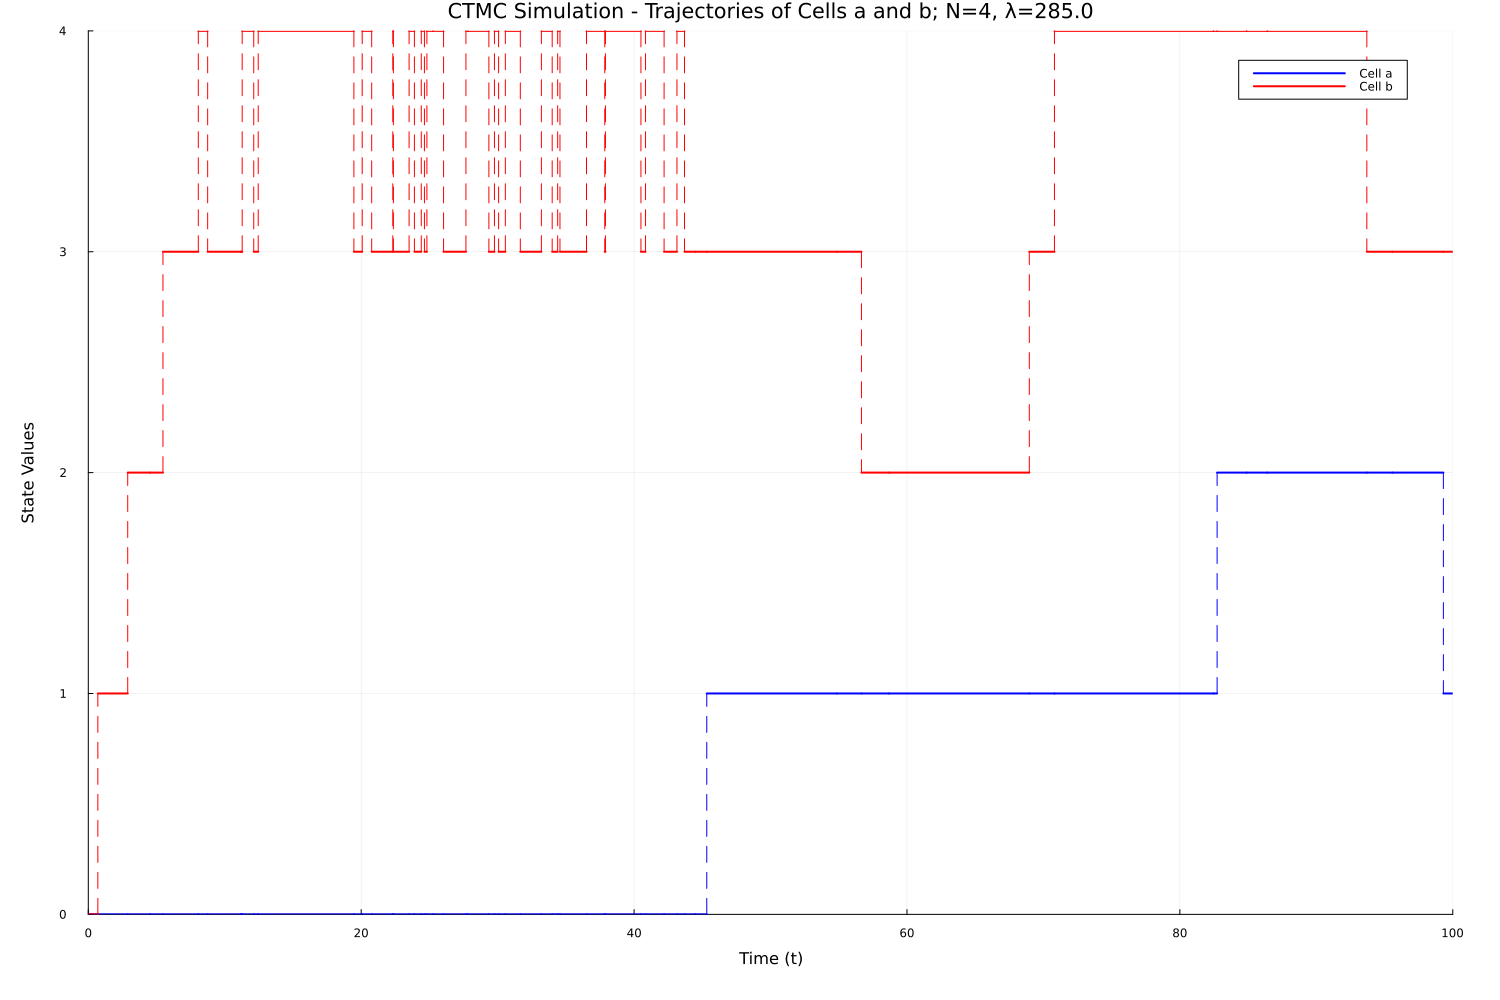 CTMC Simulation - Trajectories of Cells a and b; N=4, λ=285.0
4
Cell a
Cell b
3
State Values
2
1
0
0 20 40 60 80 100
Time (t)